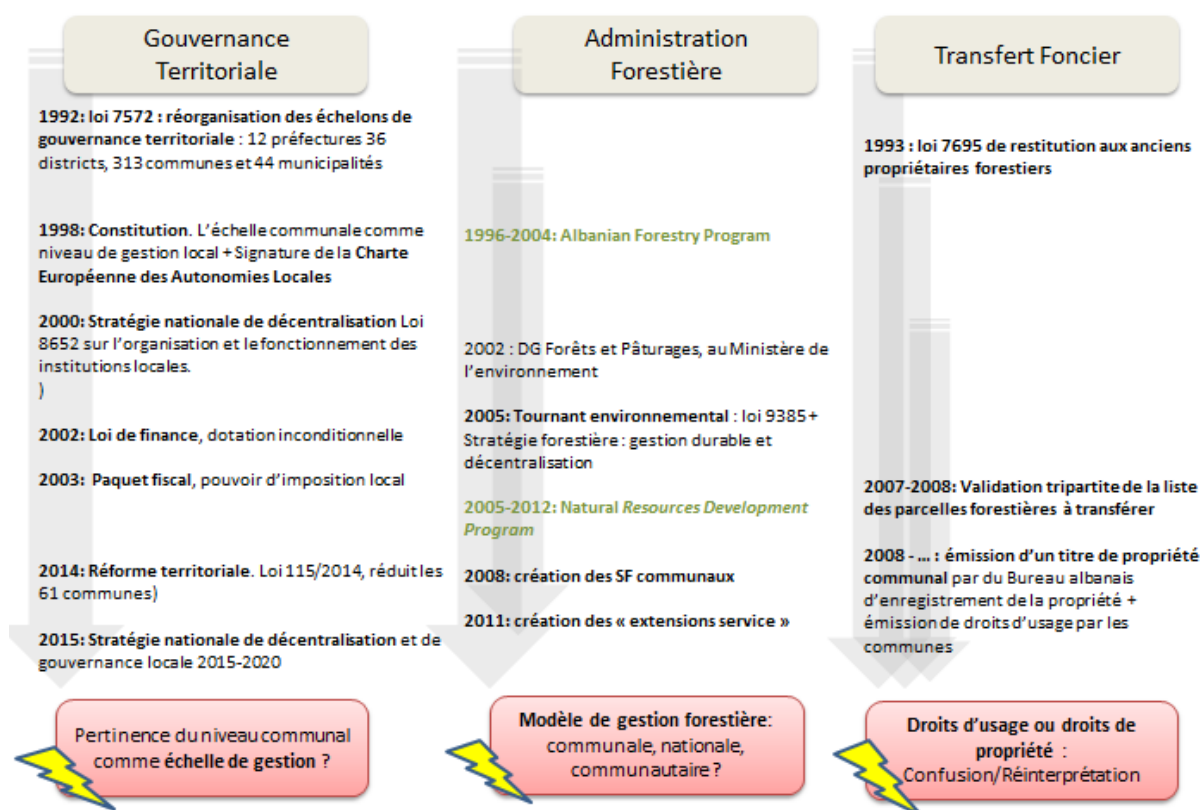 Gouvernance
Territoriale
1992: loi 7572 : réorganisation des échelons de
gouvernance territoriale : 12 préfectures 36
districts, 313 communes et 44 municipalités
1998: Constitution. L'échelle communale comme
niveau de gestion local + Signature de la Charte
Européenne des Autonomies Locales
2000: Stratégie nationale de décentralisation Loi
8652 sur l'organisation et le fonctionnement des
institutions locales.
)
2002: Loi de finance, dotation inconditionnelle
2003: Paquet fiscal, pouvoir d'imposition local
2014: Réforme territoriale. Loi 115/2014, réduit les
61 communes)
2015: Stratégie nationale de décentralisation et de
gouvernance locale 2015-2020
Pertinence du niveau communal
comme échelle de gestion ?
Administration
Forestière
1996-2004: Albanian Forestry Program
2002 : DG Forêts et Pâturages, au Ministère de
l'environnement
2005: Tournant environnemental : loi 9385 +
Stratégie forestière : gestion durable et
décentralisation
2005-2012: Natural Resources Development
Program
2008: création des SF communaux
2011: création des « extensions service »
Modèle de gestion forestière:
communale, nationale,
communautaire ?
Transfert Foncier
1993 : loi 7695 de restitution aux anciens
propriétaires forestiers
2007-2008: Validation tripartite de la liste
des parcelles forestières à transférer
2008 - ... : émission d'un titre de propriété
communal par du Bureau albanais
d'enregistrement de la propriété +
émission de droits d'usage par les
communes
Droits d'usage ou droits de
propriété :
Confusion/Réinterprétation